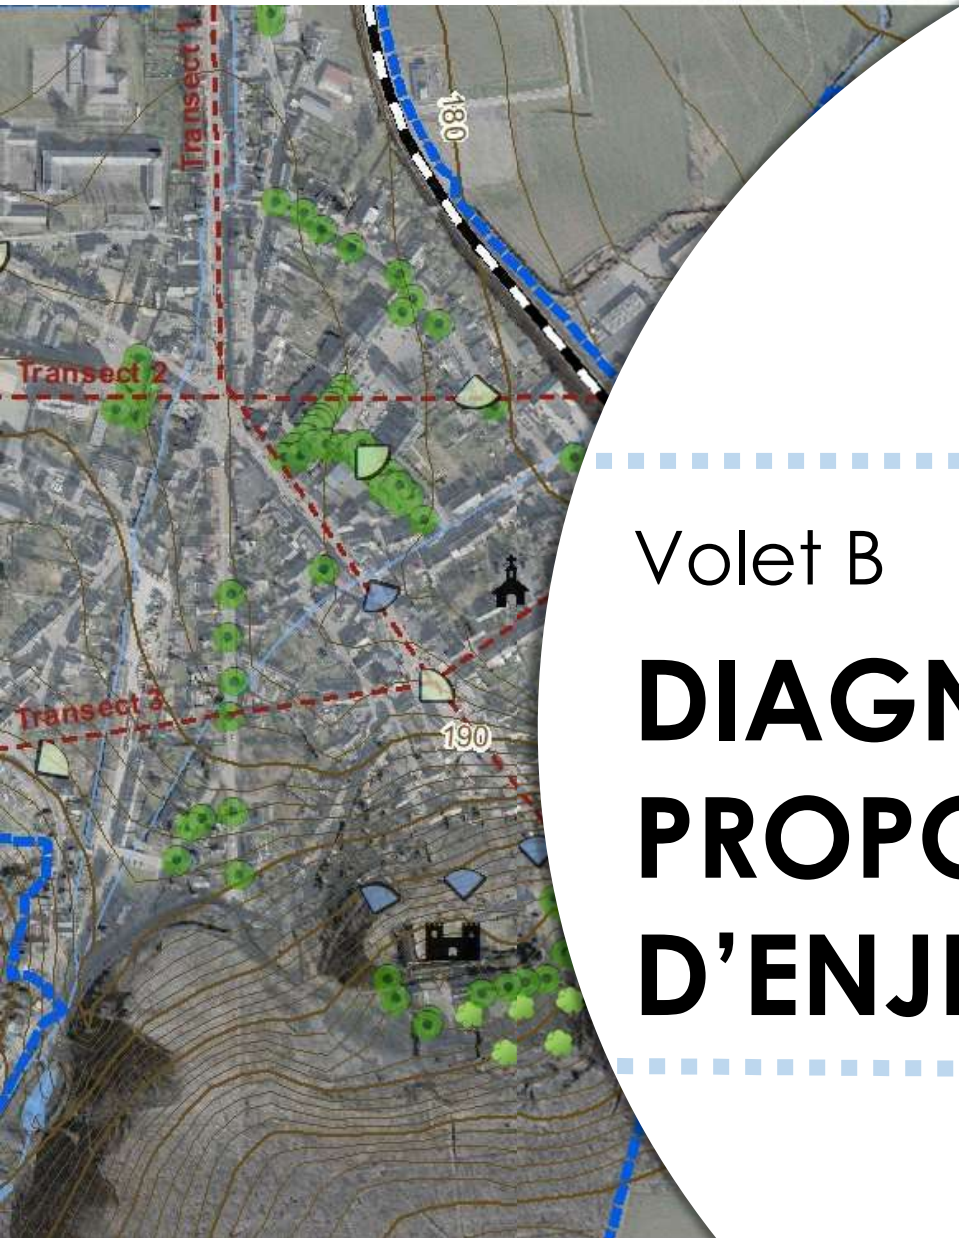 Transect 1
180
Transect 2
Transect 3
190
Volet B
DIAGN
PROPO
D'ENJE